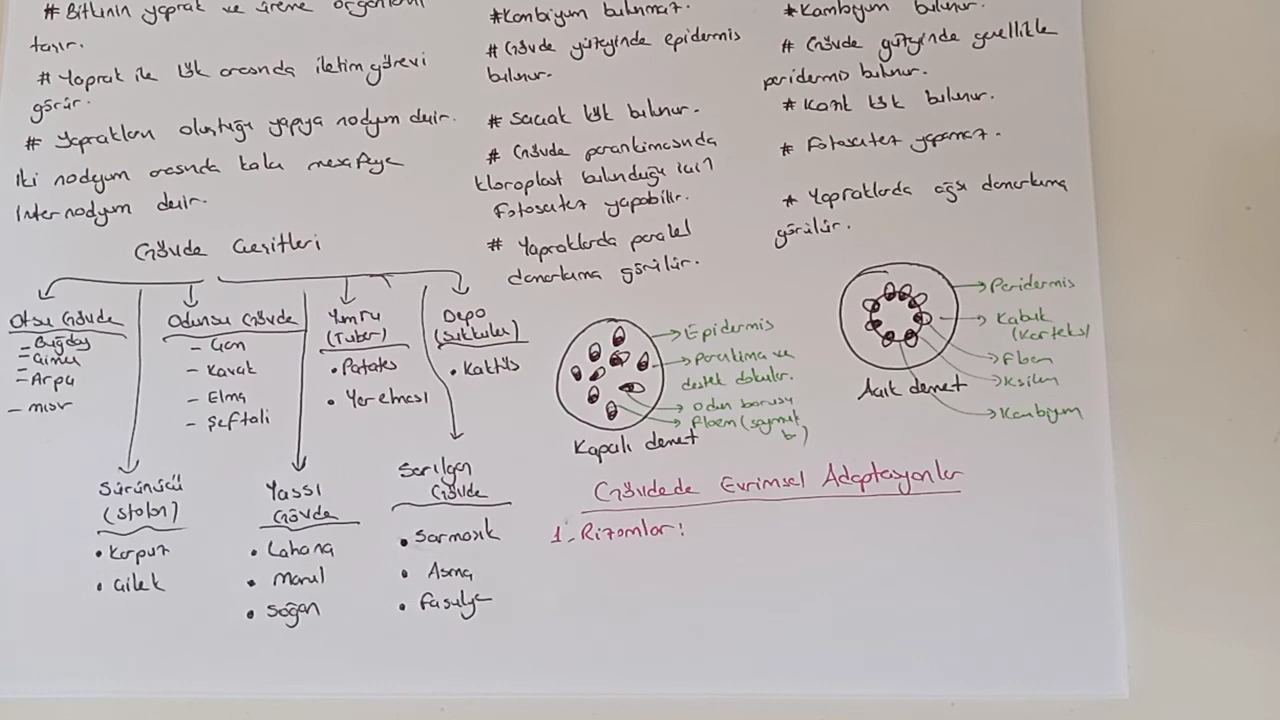 # Bitkinin yaprak ve üreme organlarını
taşır.
# Yaprak ile kök arasında iletim görevi
görür.
# Yaprakların oluştuğu yapıya nodyum denir.
İki nodyum arasında kalan mesafeye
İnternodyum denir.
*Kambiyum bulunmaz.
# Gövde yüzeyinde epidermis
bulunur.
# Saçak kök bulunur.
# Gövde parankimasında
kloroplast bulunduğu için
Fotosentez yapabilir.
# Yapraklarda paralel
damarlanma görülür.
*Kambiyum bulunur.
# Gövde yüzeyinde genellikle
peridermis bulunur.
# Kazık kök bulunur.
* Fotosentez yapamaz.
* Yapraklarda ağsı damarlanma
görülür.
Gövde Çeşitleri
Otsu Gövde
- Buğday
- Çimen
- Arpa
- mısır
Odunsu Gövde
- Çam
- Kavak
- Elma
- Şeftali
Yumru
(Tuber)
• Patates
• Yer elması
Depo
(Sukkulen)
• Kaktüs
Sürünücü
(Stolon)
• Karpuz
• Çilek
Yassı
Gövde
• Lahana
• Marul
• Soğan
Sarılgan
Gövde
• Sarmaşık
• Asma
• Fasulye
Epidermis
parankima ve
destek dokular.
Odun borusu
Floem (soymuk
b)
Kapalı demet
Peridermis
Kabuk
(Korteks)
Floem
Ksilem
Kambiyum
Açık demet
Gövdede Evrimsel Adaptasyonlar
1. Rizomlar: